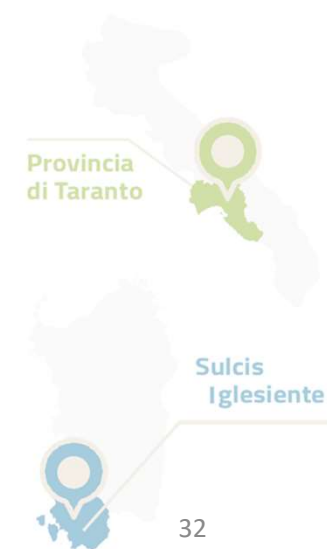 Provincia
di Taranto
Sulcis
Iglesiente
32